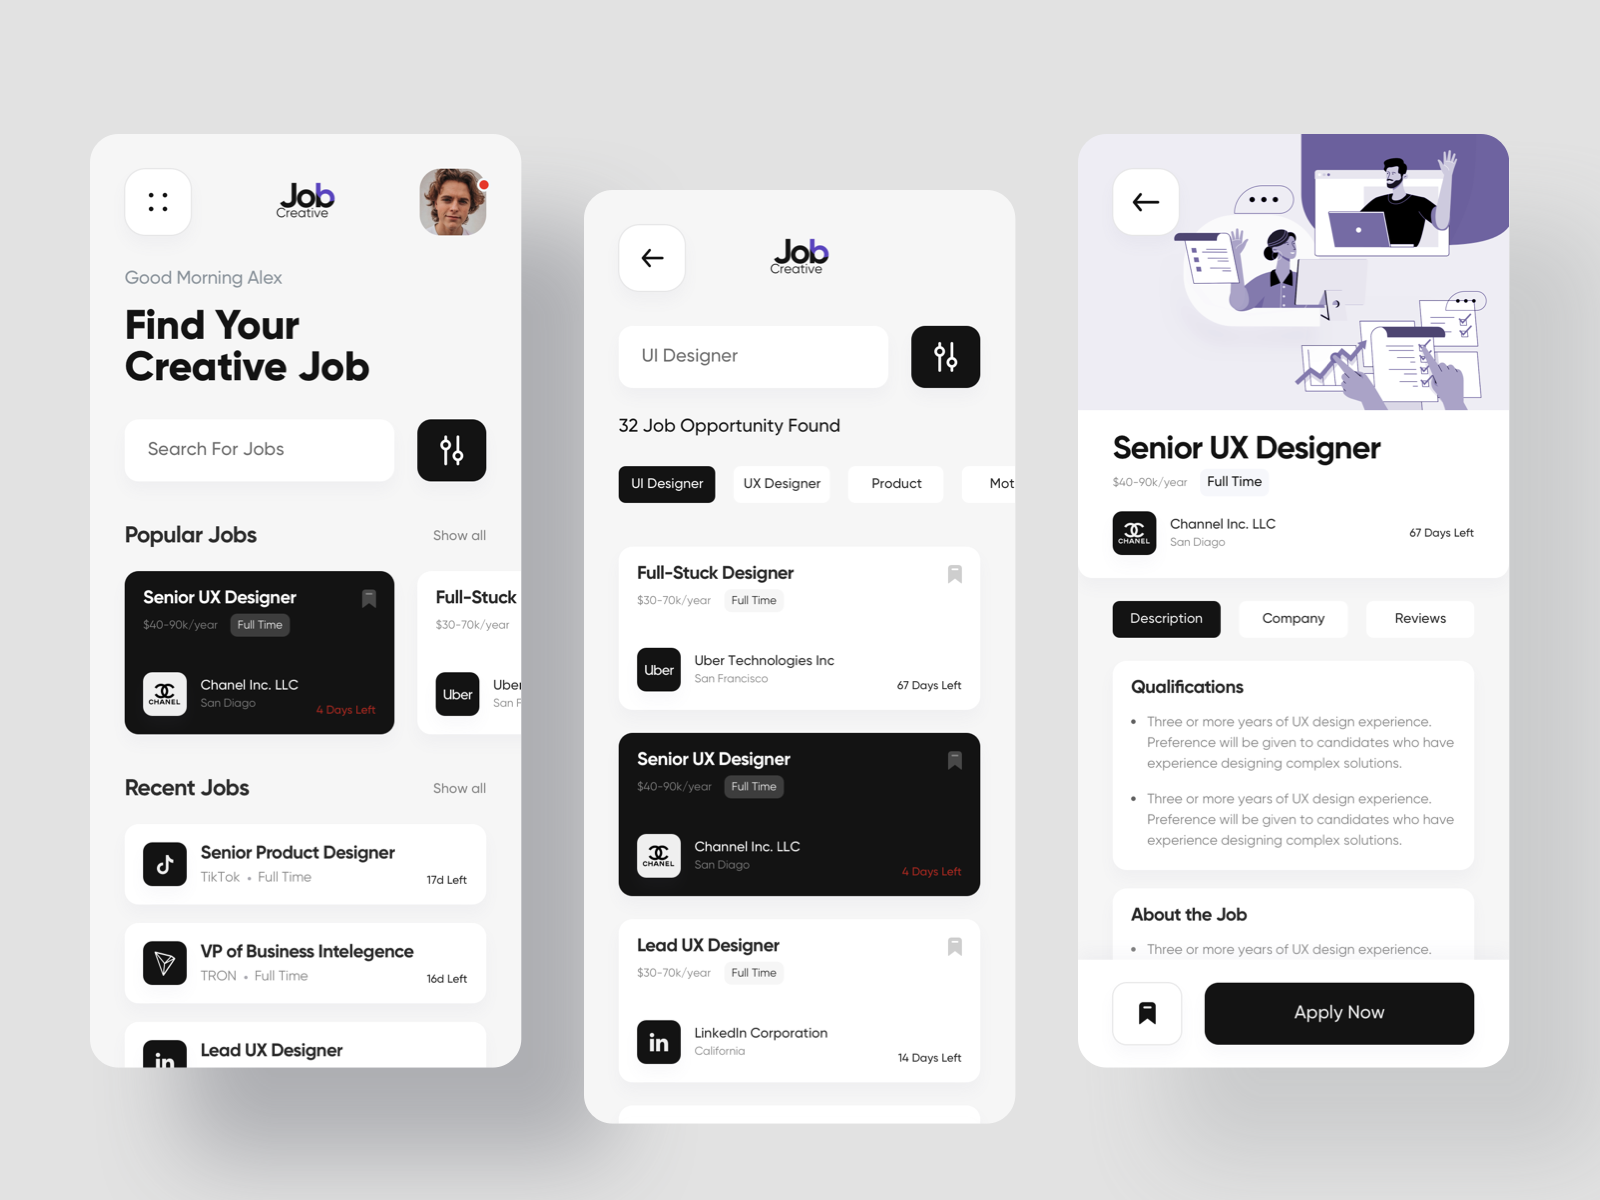 Job
Creative
Good Morning Alex
Find Your
Creative Job
Search For Jobs
Popular Jobs
Show all
Senior UX Designer
$40-90k/year
Full Time
CHANEL
Chanel Inc. LLC
San Diego
4 Days Left
Full-Stuck
$30-70k/year
Uber
Uber
San F
Recent Jobs
Show all
Senior Product Designer
TikTok • Full Time
17d Left
VP of Business Intelegence
TRON • Full Time
16d Left
in
Lead UX Designer
Job
Creative
UI Designer
32 Job Opportunity Found
UI Designer
UX Designer
Product
Mot
Full-Stuck Designer
$30-70k/year
Full Time
Uber
Uber Technologies Inc
San Francisco
67 Days Left
Senior UX Designer
$40-90k/year
Full Time
CHANEL
Channel Inc. LLC
San Diago
4 Days Left
Lead UX Designer
$30-70k/year
Full Time
in
LinkedIn Corporation
California
14 Days Left
Senior UX Designer
$40-90k/year
Full Time
CHANEL
Channel Inc. LLC
San Diago
67 Days Left
Description
Company
Reviews
Qualifications
• Three or more years of UX design experience.
Preference will be given to candidates who have
experience designing complex solutions.
• Three or more years of UX design experience.
Preference will be given to candidates who have
experience designing complex solutions.
About the Job
• Three or more years of UX design experience.
Apply Now